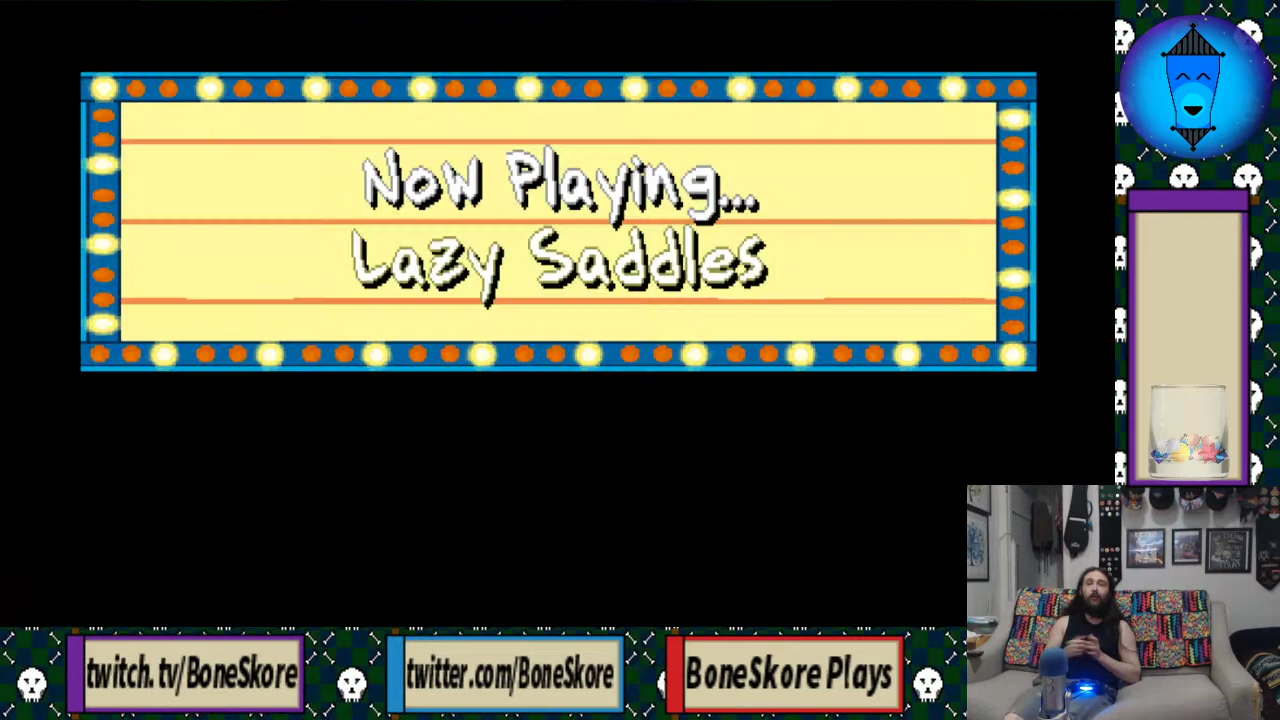 Now Playing...
Lazy Saddles
twitch.tv/BoneSkore
twitter.com/BoneSkore
BoneSkore Plays